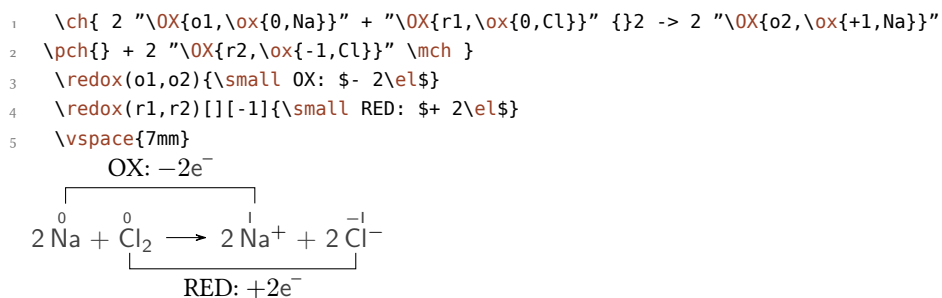 1 \ch{ 2 ”\OX{o1,\ox{0,Na}}” + ”\OX{r1,\ox{0,Cl}}” {}2 -> 2 ”\OX{o2,\ox{+1,Na}}”
2 \pch{} + 2 ”\OX{r2,\ox{-1,Cl}}” \mch }
3 \redox(o1,o2){\small OX: $- 2\el$}
4 \redox(r1,r2)[][-1]{\small RED: $+ 2\el$}
5 \vspace{7mm}
OX: −2e⁻
0 0 I −I
2 Na + Cl₂ ⟶ 2 Na⁺ + 2 Cl⁻
RED: +2e⁻